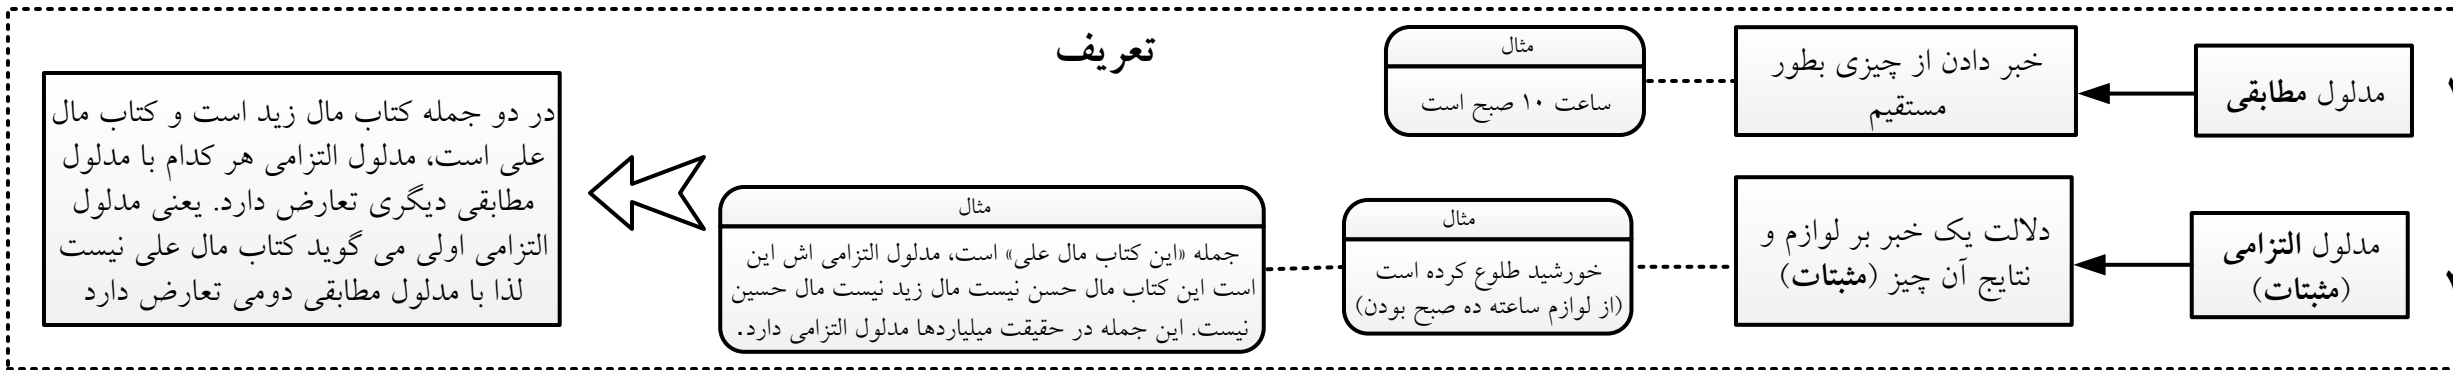 تعریف
مدلول مطابقی
خبر دادن از چیزی بطور
مستقیم
مثال
ساعت ۱۰ صبح است
مدلول التزامی
(مثبتات)
دلالت یک خبر بر لوازم و
نتایج آن چیز (مثبتات)
مثال
خورشید طلوع کرده است
(از لوازم ساعته ده صبح بودن)
مثال
جمله «این کتاب مال علی» است، مدلول التزامی اش این
است این کتاب مال حسن نیست مال زید نیست مال حسین
نیست. این جمله در حقیقت میلیاردها مدلول التزامی دارد.
در دو جمله کتاب مال زید است و کتاب مال
علی است، مدلول التزامی هر کدام با مدلول
مطابقی دیگری تعارض دارد. یعنی مدلول
التزامی اولی می گوید کتاب مال علی نیست
لذا با مدلول مطابقی دومی تعارض دارد